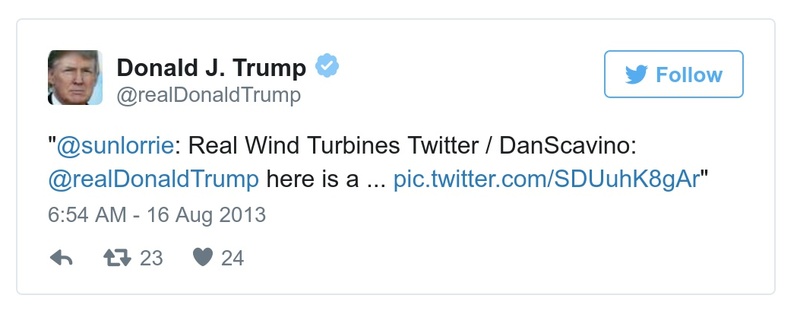 Donald J. Trump
@realDonaldTrump
Follow
"@sunlorrie: Real Wind Turbines Twitter / DanScavino:
@realDonaldTrump here is a ... pic.twitter.com/SDUuhK8gAr"
6:54 AM - 16 Aug 2013
23 24